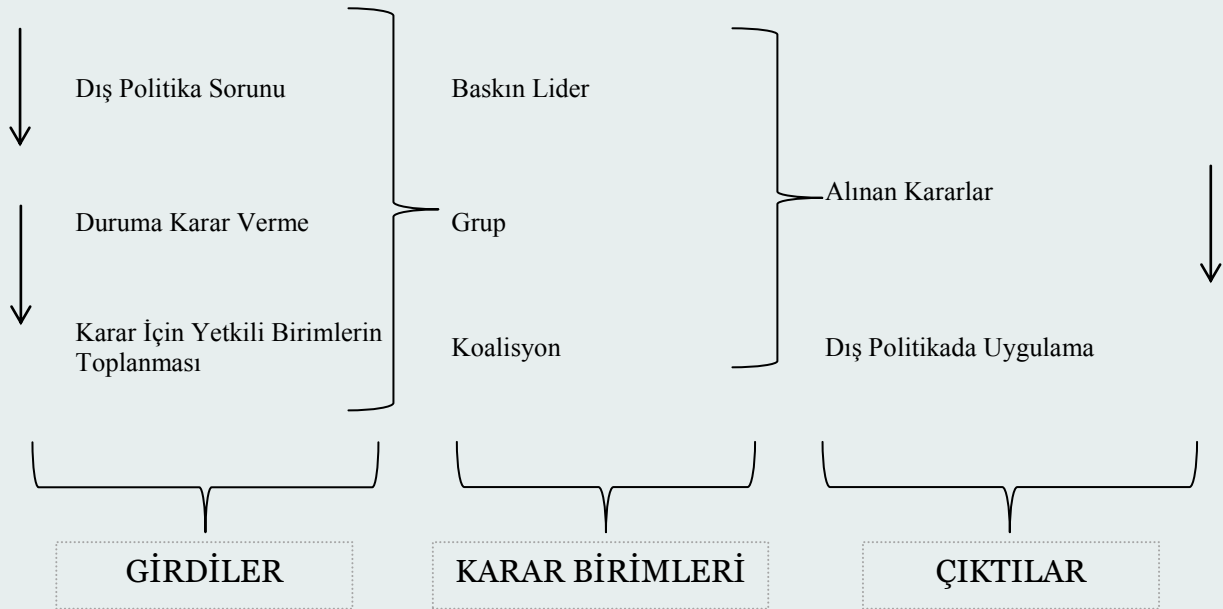 Dış Politika Sorunu
Duruma Karar Verme
Karar İçin Yetkili Birimlerin
Toplanması
GİRDİLER
Baskın Lider
Grup
Koalisyon
KARAR BİRİMLERİ
Alınan Kararlar
Dış Politikada Uygulama
ÇIKTILAR